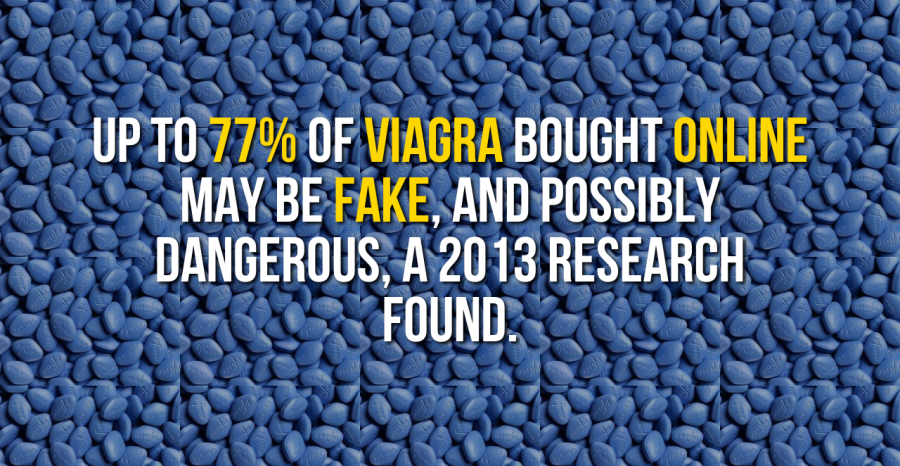 UP TO 77% OF VIAGRA BOUGHT ONLINE
MAY BE FAKE, AND POSSIBLY
DANGEROUS, A 2013 RESEARCH
FOUND.